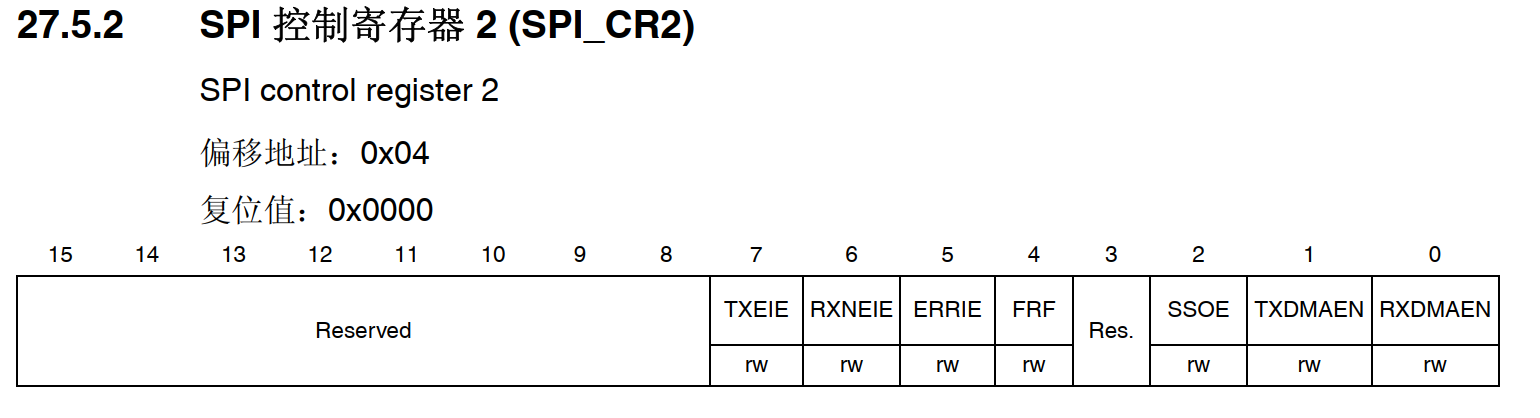 27.5.2 SPI 控制寄存器 2 (SPI_CR2)
SPI control register 2
偏移地址：0x04
复位值：0x0000
15 14 13 12 11 10 9 8 7 6 5 4 3 2 1 0
Reserved TXEIE RXNEIE ERRIE FRF Res. SSOE TXDMAEN RXDMAEN
rw rw rw rw rw rw rw